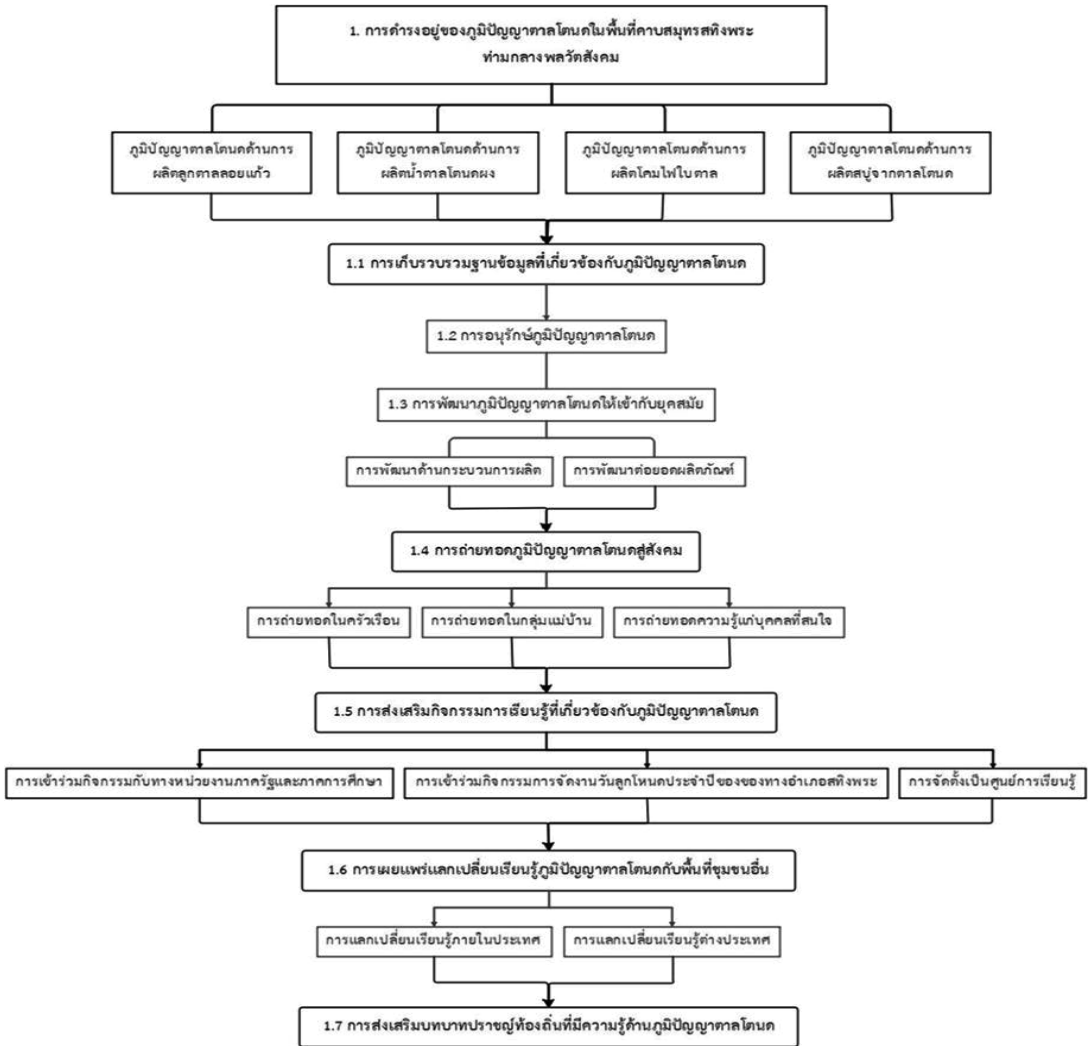 1. การดำรงอยู่ของภูมิปัญญาตาลโตนดในพื้นที่คาบสมุทรสทิงพระ
ท่ามกลางพลวัตสังคม
ภูมิปัญญาตาลโตนดด้านการ
ผลิตลูกตาลลอยแก้ว
ภูมิปัญญาตาลโตนดด้านการ
ผลิตน้ำตาลโตนดผง
ภูมิปัญญาตาลโตนดด้านการ
ผลิตโคมไฟใบตาล
ภูมิปัญญาตาลโตนดด้านการ
ผลิตสบู่จากตาลโตนด
1.1 การเก็บรวบรวมฐานข้อมูลที่เกี่ยวข้องกับภูมิปัญญาตาลโตนด
1.2 การอนุรักษ์ภูมิปัญญาตาลโตนด
1.3 การพัฒนาภูมิปัญญาตาลโตนดให้เข้ากับยุคสมัย
การพัฒนาด้านกระบวนการผลิต
การพัฒนาต่อยอดผลิตภัณฑ์
1.4 การถ่ายทอดภูมิปัญญาตาลโตนดสู่สังคม
การถ่ายทอดในครัวเรือน
การถ่ายทอดในกลุ่มแม่บ้าน
การถ่ายทอดความรู้แก่บุคคลที่สนใจ
1.5 การส่งเสริมกิจกรรมการเรียนรู้ที่เกี่ยวข้องกับภูมิปัญญาตาลโตนด
การเข้าร่วมกิจกรรมกับทางหน่วยงานภาครัฐและภาคการศึกษา
การเข้าร่วมกิจกรรมการจัดงานวันลูกโหนดประจำปีของของทางอำเภอสทิงพระ
การจัดตั้งเป็นศูนย์การเรียนรู้
1.6 การเผยแพร่แลกเปลี่ยนเรียนรู้ภูมิปัญญาตาลโตนดกับพื้นที่ชุมชนอื่น
การแลกเปลี่ยนเรียนรู้ภายในประเทศ
การแลกเปลี่ยนเรียนรู้ต่างประเทศ
1.7 การส่งเสริมบทบาทปราชญ์ท้องถิ่นที่มีความรู้ด้านภูมิปัญญาตาลโตนด